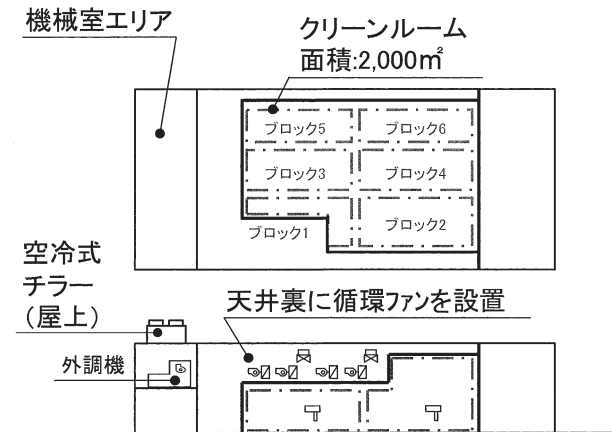 機械室エリア
クリーンルーム
面積:2,000㎡
ブロック5
ブロック6
ブロック3
ブロック4
ブロック1
ブロック2
空冷式
チラー
(屋上)
天井裏に循環ファンを設置
外調機